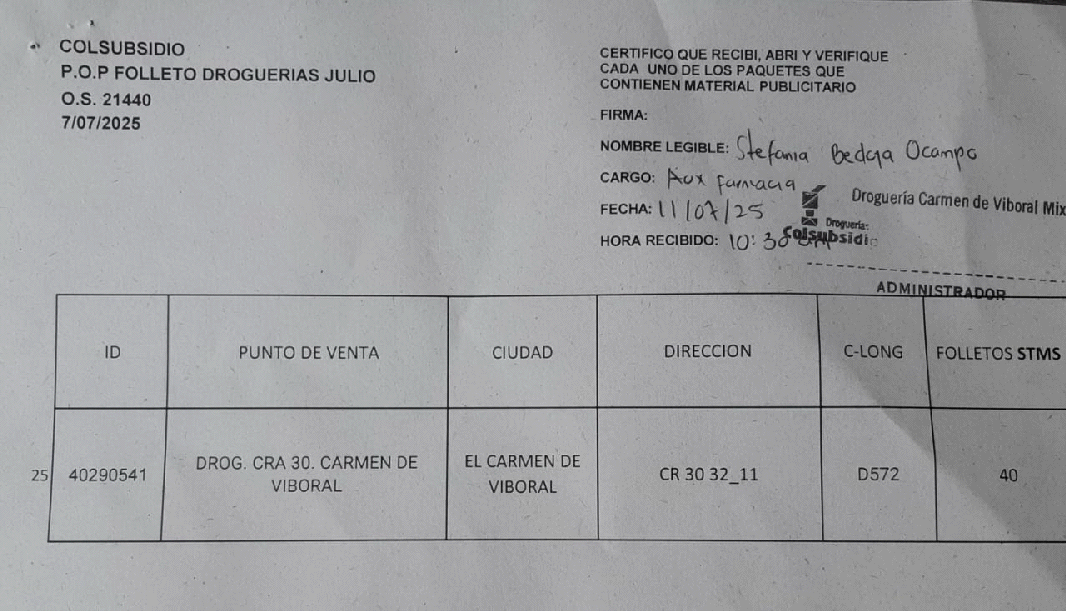 COLSUBSIDIO
P.O.P FOLLETO DROGUERIAS JULIO
O.S. 21440
7/07/2025
CERTIFICO QUE RECIBI, ABRI Y VERIFIQUE
CADA UNO DE LOS PAQUETES QUE
CONTIENEN MATERIAL PUBLICITARIO
FIRMA:
NOMBRE LEGIBLE: Stefania Bedoya Ocampo
CARGO: Aux farmacia
FECHA: 11/07/25
HORA RECIBIDO: 10:30
Droguería Carmen de Viboral Mix
Droguería:
Colsubsidio
ADMINISTRADOR
ID PUNTO DE VENTA CIUDAD DIRECCION C-LONG FOLLETOS STMS
25 40290541 DROG. CRA 30. CARMEN DE VIBORAL EL CARMEN DE VIBORAL CR 30 32_11 D572 40